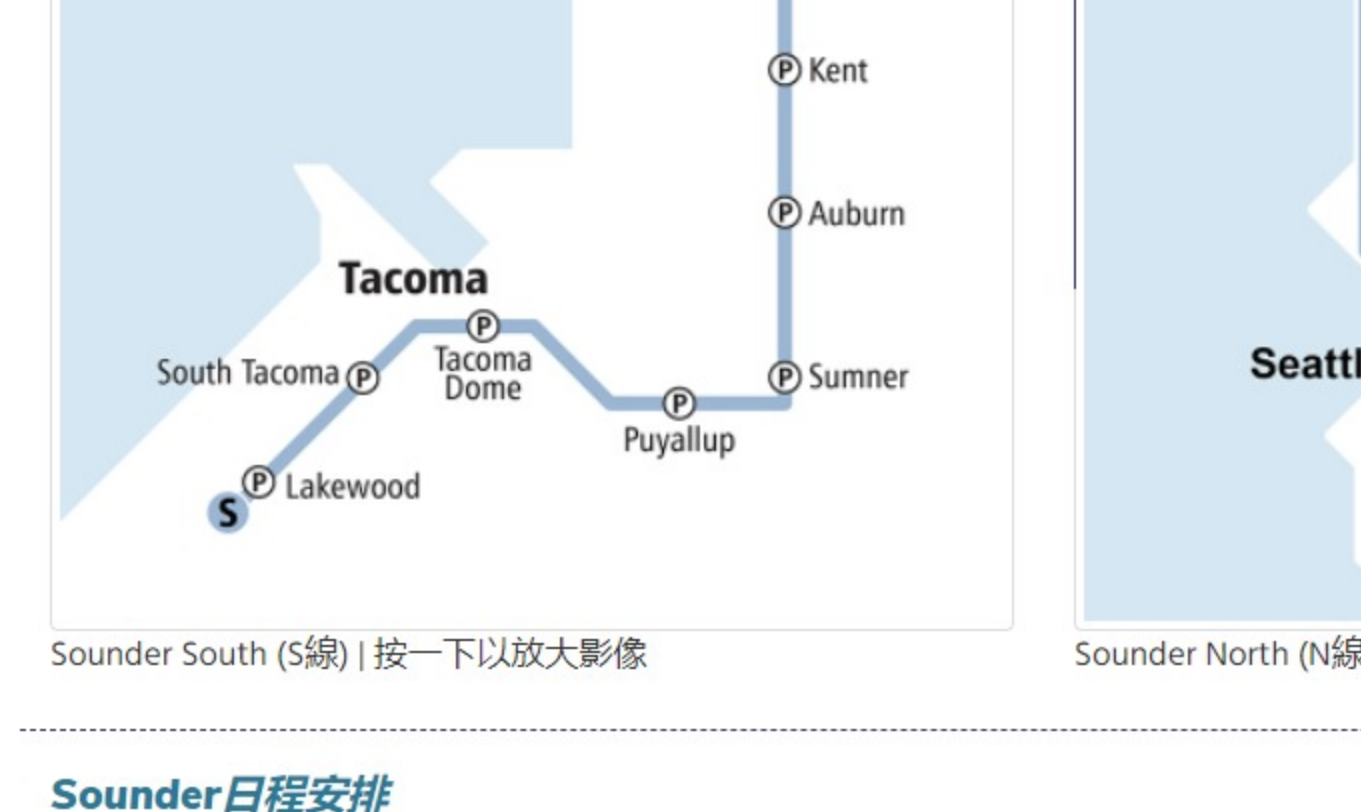 P Kent
P Auburn
Tacoma
P
South Tacoma P
Tacoma
Dome
P Sumner
P
Puyallup
P Lakewood
S
Sounder South (S線) | 按一下以放大影像
Sounder North (N線
Sounder日程安排